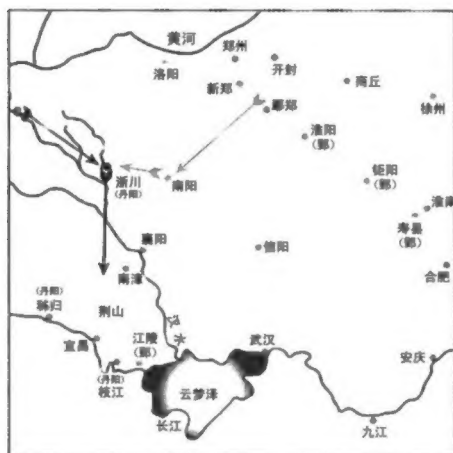 黄河
郑州
开封
洛阳
新郑
商丘
鄢郑
徐州
淮阳
(郢)
淅川
(丹阳)
南阳
钜阳
(郢)
淮南
寿县
(郢)
襄阳
信阳
合肥
南漳
(丹阳)
秭归
荆山
汉水
江陵
(郢)
武汉
宜昌
安庆
(丹阳)
枝江
云梦泽
长江
九江